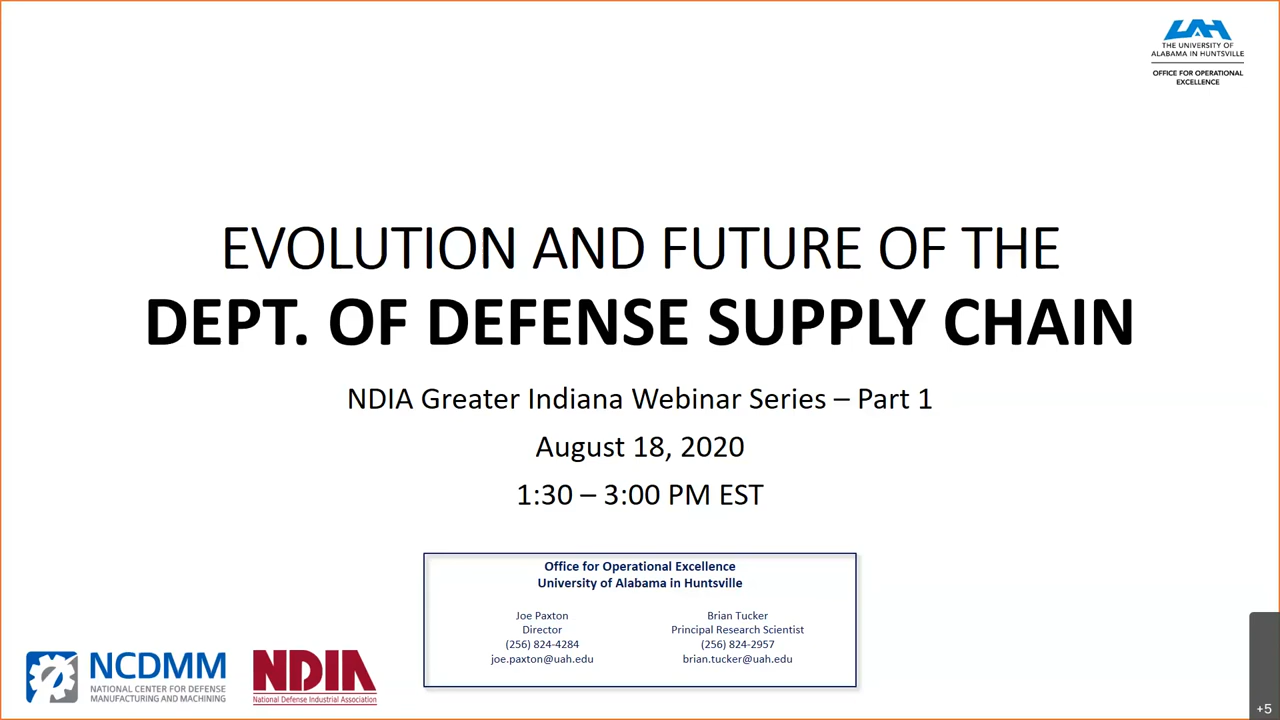 UAH
THE UNIVERSITY OF
ALABAMA IN HUNTSVILLE
OFFICE FOR OPERATIONAL
EXCELLENCE
EVOLUTION AND FUTURE OF THE
DEPT. OF DEFENSE SUPPLY CHAIN
NDIA Greater Indiana Webinar Series – Part 1
August 18, 2020
1:30 – 3:00 PM EST
Office for Operational Excellence
University of Alabama in Huntsville
Joe Paxton
Director
(256) 824-4284
joe.paxton@uah.edu
Brian Tucker
Principal Research Scientist
(256) 824-2957
brian.tucker@uah.edu
NCDMM
NATIONAL CENTER FOR DEFENSE
MANUFACTURING AND MACHINING
NDIA
National Defense Industrial Association
+5